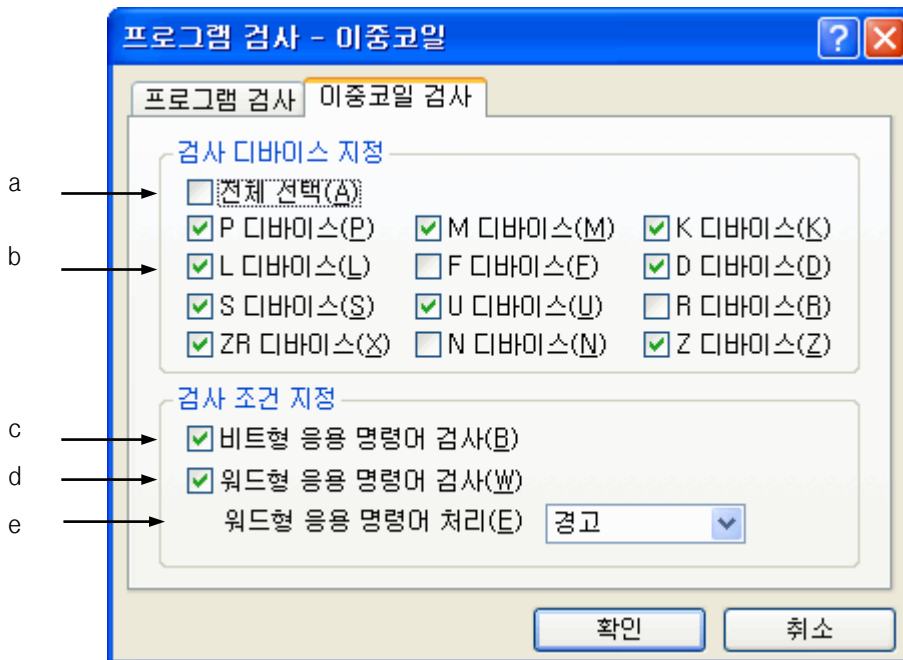 프로그램 검사 - 이중코일
프로그램 검사 이중코일 검사
검사 디바이스 지정
a 전체 선택(A)
P 디바이스(P) M 디바이스(M) K 디바이스(K)
b L 디바이스(L) F 디바이스(F) D 디바이스(D)
S 디바이스(S) U 디바이스(U) R 디바이스(R)
ZR 디바이스(X) N 디바이스(N) Z 디바이스(Z)
검사 조건 지정
c 비트형 응용 명령어 검사(B)
d 워드형 응용 명령어 검사(W)
e 워드형 응용 명령어 처리(E) 경고
확인 취소